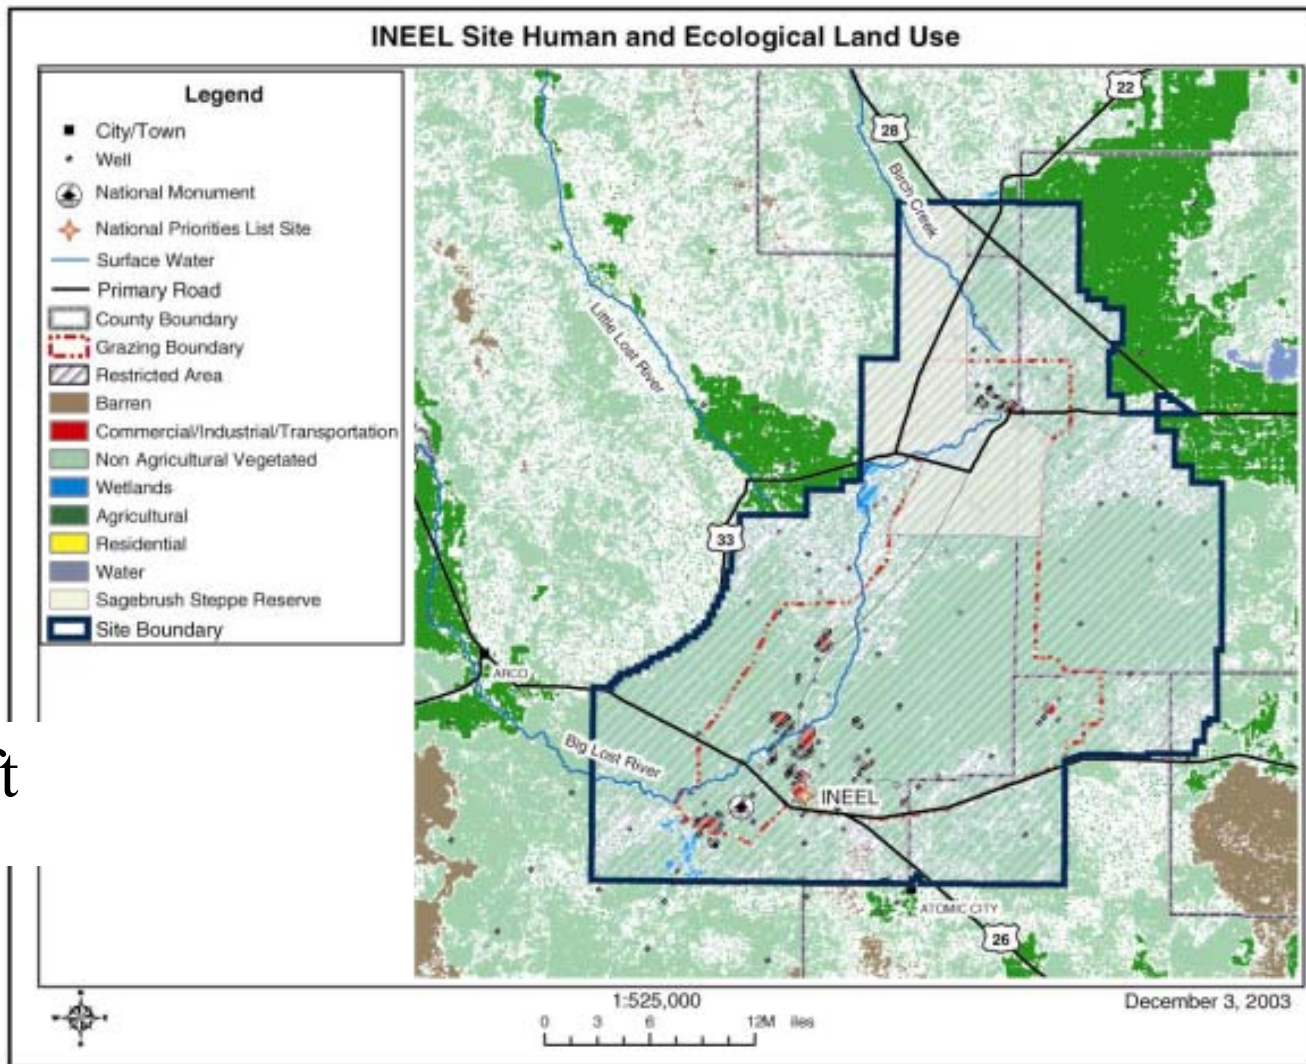 INEEL Site Human and Ecological Land Use
Legend
City/Town
Well
National Monument
National Priorities List Site
Surface Water
Primary Road
County Boundary
Grazing Boundary
Restricted Area
Barren
Commercial/Industrial/Transportation
Non Agricultural Vegetated
Wetlands
Agricultural
Residential
Water
Sagebrush Steppe Reserve
Site Boundary
22
28
Birch Creek
Little Lost River
33
ARCO
Big Lost River
INEEL
ATOMIC CITY
26
ft
1:525,000
December 3, 2003
0 3 6 12M iles